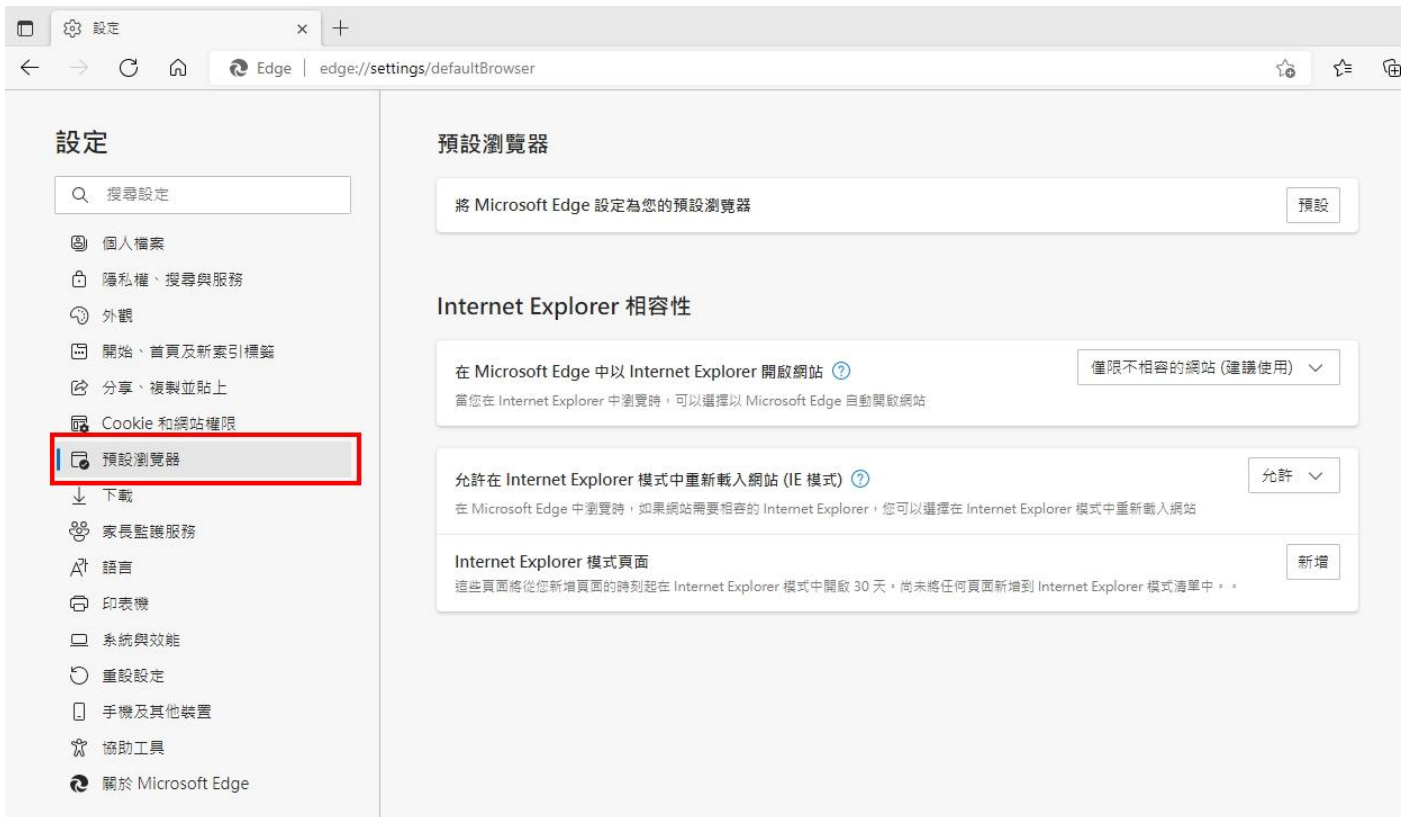 設定
Edge
edge://settings/defaultBrowser
設定
搜尋設定
個人檔案
隱私權、搜尋與服務
外觀
開始、首頁及新索引標籤
分享、複製並貼上
Cookie 和網站權限
預設瀏覽器
下載
家長監護服務
語言
印表機
系統與效能
重設設定
手機及其他裝置
協助工具
關於 Microsoft Edge
預設瀏覽器
將 Microsoft Edge 設定為您的預設瀏覽器
預設
Internet Explorer 相容性
在 Microsoft Edge 中以 Internet Explorer 開啟網站
僅限不相容的網站 (建議使用)
當您在 Internet Explorer 中瀏覽時，可以選擇以 Microsoft Edge 自動開啟網站
允許在 Internet Explorer 模式中重新載入網站 (IE 模式)
允許
在 Microsoft Edge 中瀏覽時，如果網站需要相容的 Internet Explorer，您可以選擇在 Internet Explorer 模式中重新載入網站
Internet Explorer 模式頁面
新增
這些頁面將從您新增頁面的時刻起在 Internet Explorer 模式中開啟 30 天。尚未將任何頁面新增到 Internet Explorer 模式清單中。。